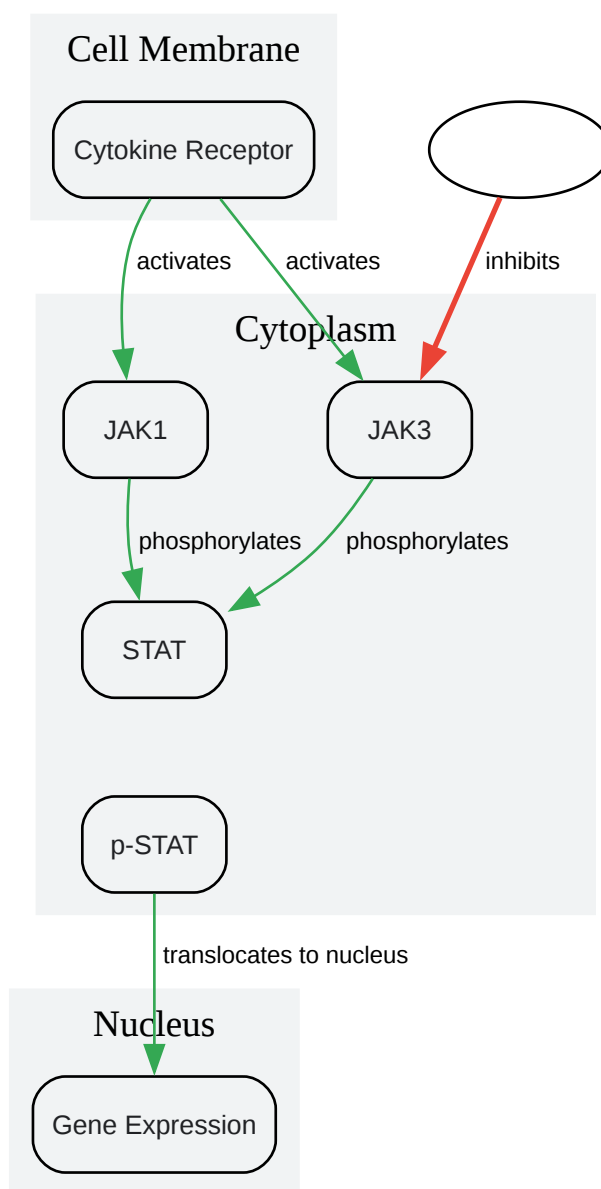 Cell Membrane
Cytokine Receptor
activates
activates
inhibits
Cytoplasm
JAK1
JAK3
phosphorylates
phosphorylates
STAT
p-STAT
translocates to nucleus
Nucleus
Gene Expression